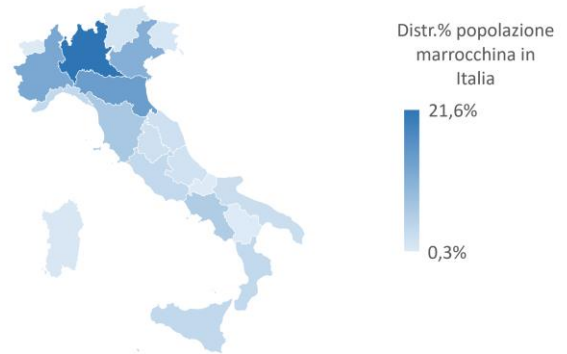 Distr.% popolazione
marrocchina in
Italia
21,6%
0,3%